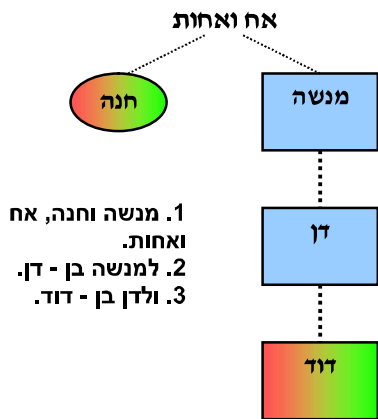 אח ואחות
חנה
מנשה
1. מנשה וחנה, אח
ואחות.
2. למנשה בן - דן.
3. ולדן בן - דוד.
דן
דוד